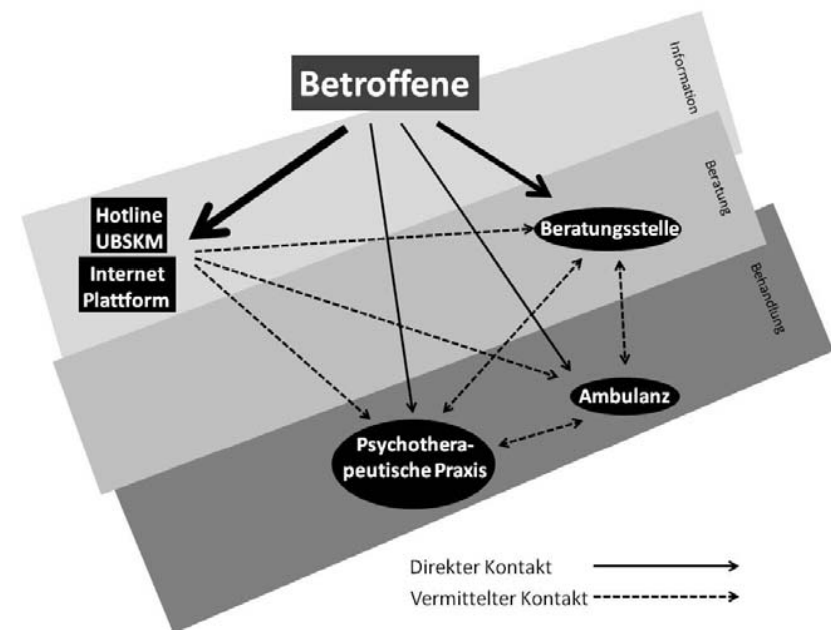 Betroffene
Information
Beratung
Behandlung
Hotline
UBSKM
Internet
Plattform
Beratungsstelle
Ambulanz
Psychothera-
peutische Praxis
Direkter Kontakt
Vermittelter Kontakt